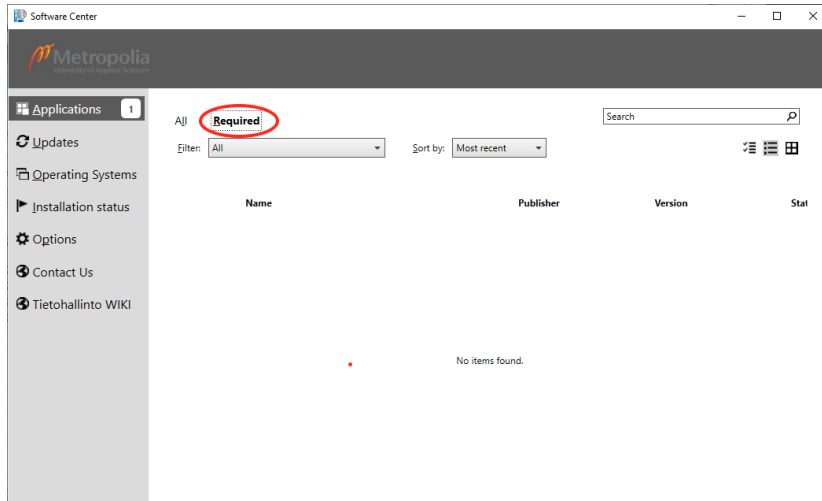 Software Center
Metropolia
University of Applied Sciences
Applications 1
Updates
Operating Systems
Installation status
Options
Contact Us
Tietohallinto WIKI
All Required
Search
Filter: All Sort by: Most recent
Name Publisher Version Stat
No items found.